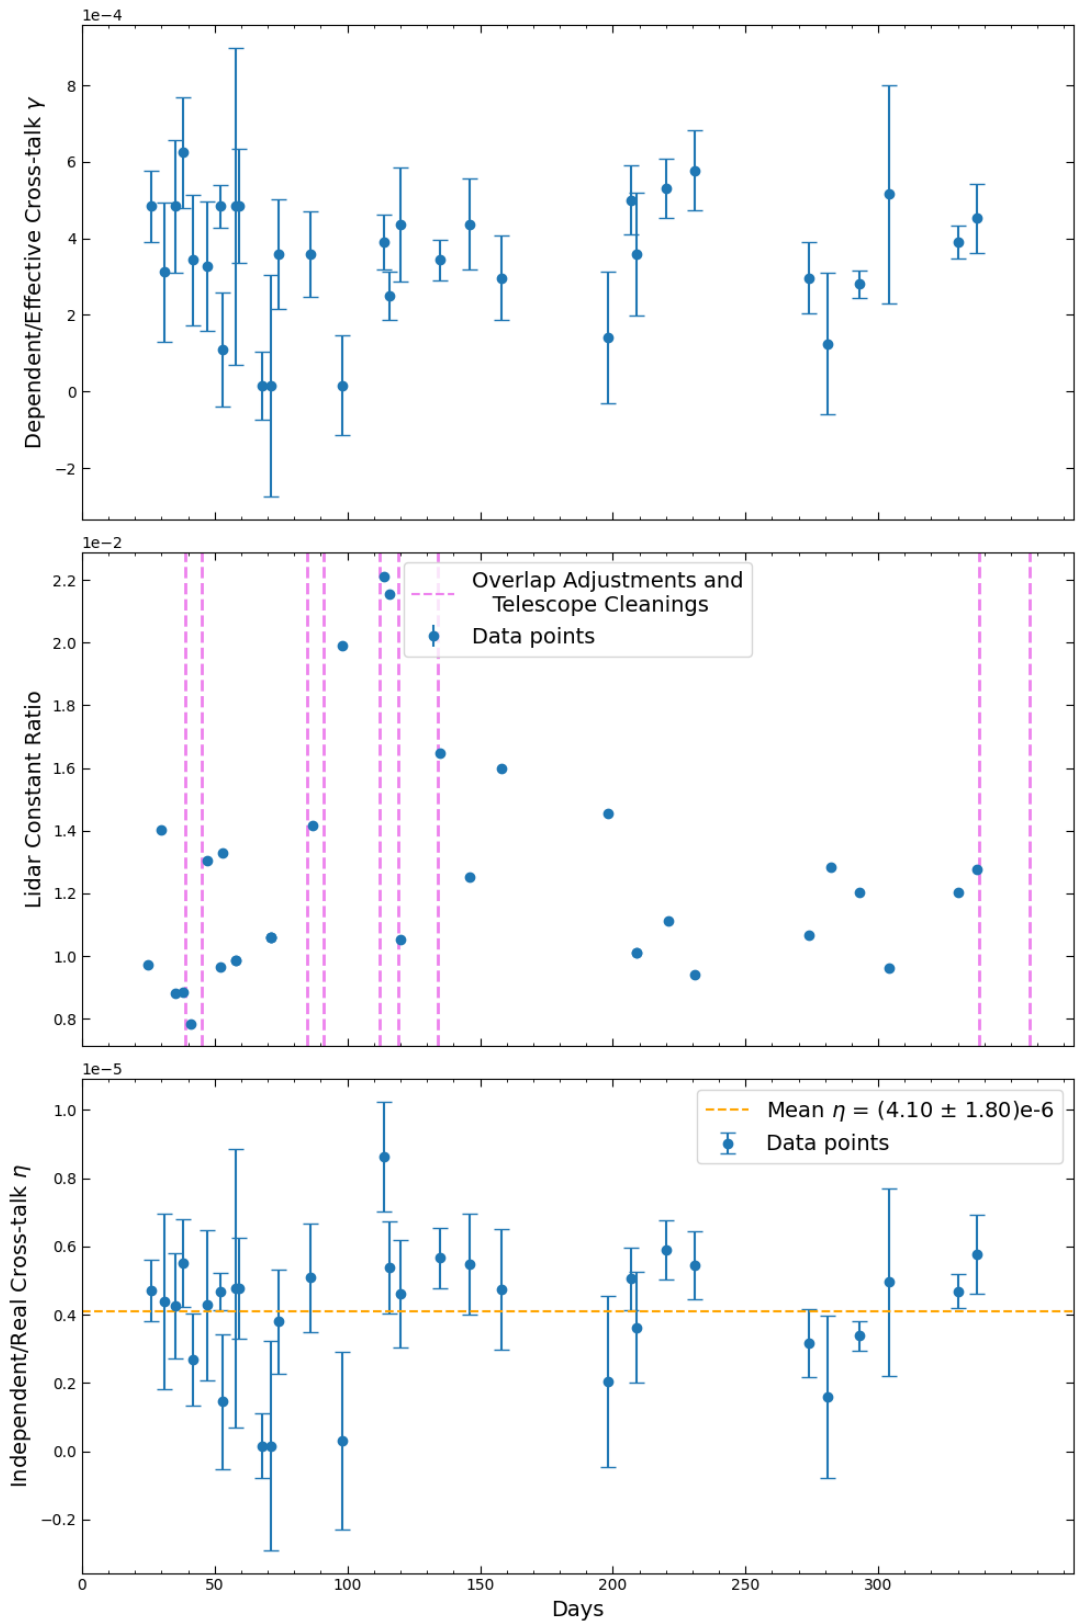 1e−4
Dependent/Effective Cross-talk γ
8
6
4
2
0
−2
1e−2
Lidar Constant Ratio
2.2
2.0
1.8
1.6
1.4
1.2
1.0
0.8
Overlap Adjustments and
Telescope Cleanings
Data points
1e−5
Independent/Real Cross-talk η
1.0
0.8
0.6
0.4
0.2
0.0
−0.2
Mean η = (4.10 ± 1.80)e-6
Data points
0 50 100 150 200 250 300
Days